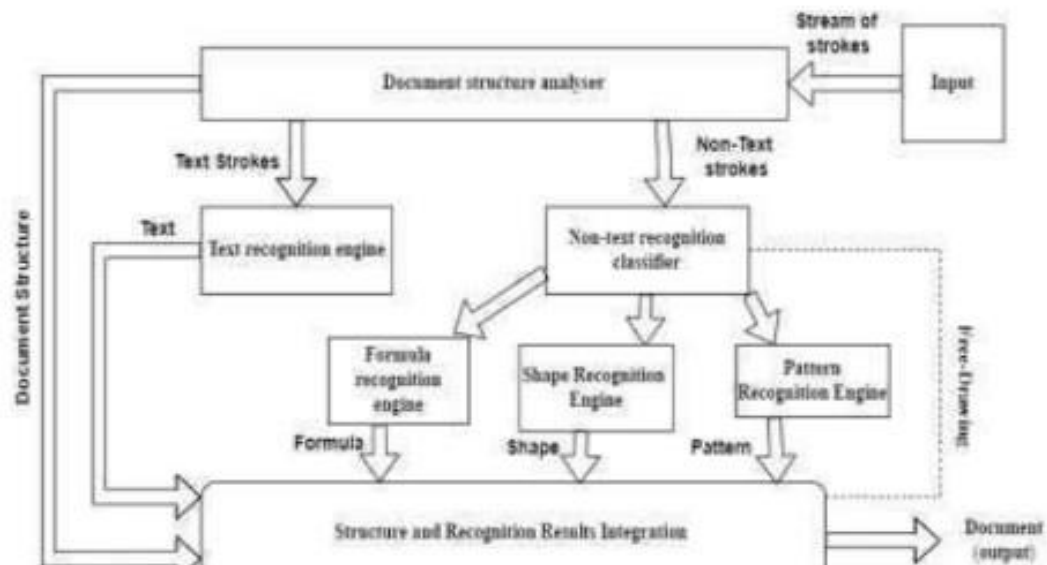 Stream of
strokes
Document structure analyser
Input
Text Strokes
Non-Text
strokes
Document Structure
Text
Text recognition engine
Non-text recognition
classifier
Free-Drawing
Formula
recognition
engine
Shape Recognition
Engine
Pattern
Recognition Engine
Formula
Shape
Pattern
Structure and Recognition Results Integration
Document
(output)